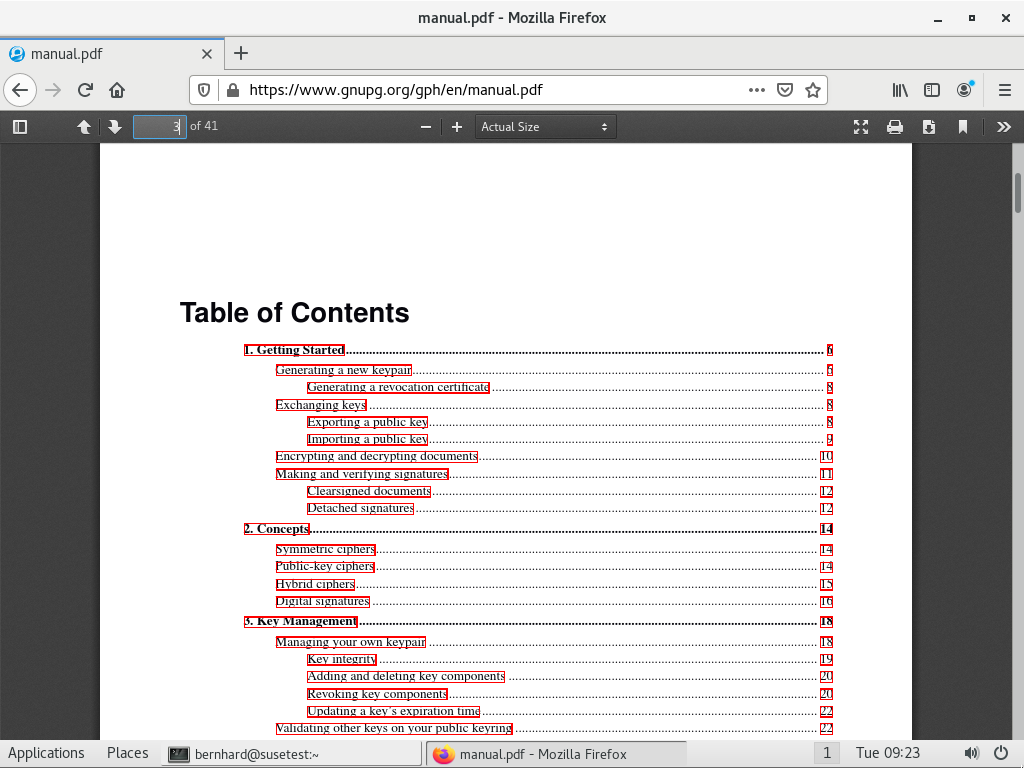 manual.pdf - Mozilla Firefox
manual.pdf
https://www.gnupg.org/gph/en/manual.pdf
3 of 41
Actual Size
Table of Contents
1. Getting Started 6
Generating a new keypair 6
Generating a revocation certificate 8
Exchanging keys 8
Exporting a public key 8
Importing a public key 9
Encrypting and decrypting documents 10
Making and verifying signatures 11
Clearsigned documents 12
Detached signatures 12
2. Concepts 14
Symmetric ciphers 14
Public-key ciphers 14
Hybrid ciphers 15
Digital signatures 16
3. Key Management 18
Managing your own keypair 18
Key integrity 19
Adding and deleting key components 20
Revoking key components 20
Updating a key's expiration time 22
Validating other keys on your public keyring 22
Applications Places bernhard@susetest:~ manual.pdf - Mozilla Firefox 1 Tue 09:23